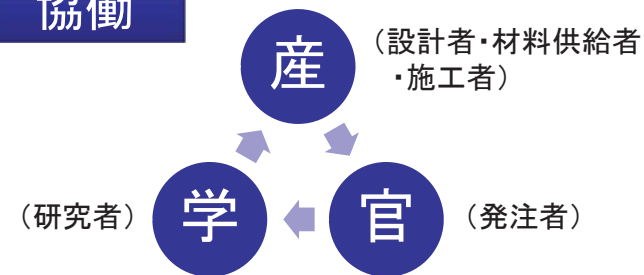 協働
産
（設計者・材料供給者
・施工者）
（研究者）
学
官
（発注者）